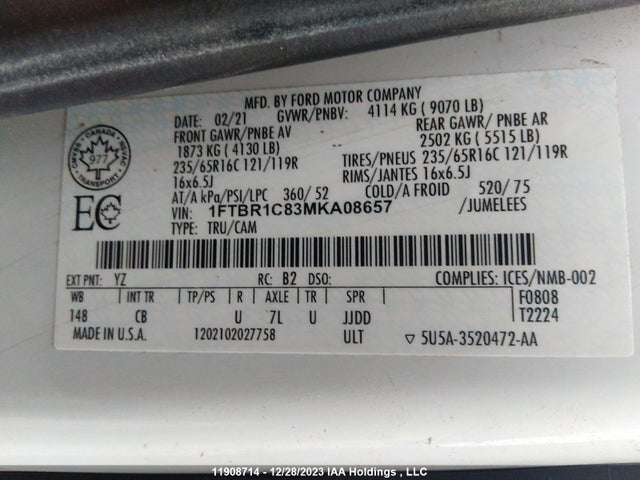 MFD. BY FORD MOTOR COMPANY
DATE: 02/21 GVWR/PNBV: 4114 KG ( 9070 LB)
FRONT GAWR/PNBE AV REAR GAWR/ PNBE AR
1873 KG ( 4130 LB) 2502 KG ( 5515 LB)
235/65R16C 121/119R TIRES/PNEUS 235/65R16C 121/119R
16x6.5J RIMS/JANTES 16x6.5J
AT/A kPa/PSI/LPC 360/ 52 COLD/A FROID 520/ 75
VIN: 1FTBR1C83MKA08657 /JUMELEES
TYPE: TRU/CAM
CANADA
977
TRANSPORT
EC
EXT PNT: YZ RC: B2 DSO: COMPLIES: ICES/NMB-002
WB INT TR TP/PS R AXLE TR SPR F0808
148 CB U 7L U JJDD T2224
MADE IN U.S.A. 1202102027758 ULT ▽ 5U5A-3520472-AA
11908714 - 12/28/2023 IAA Holdings , LLC